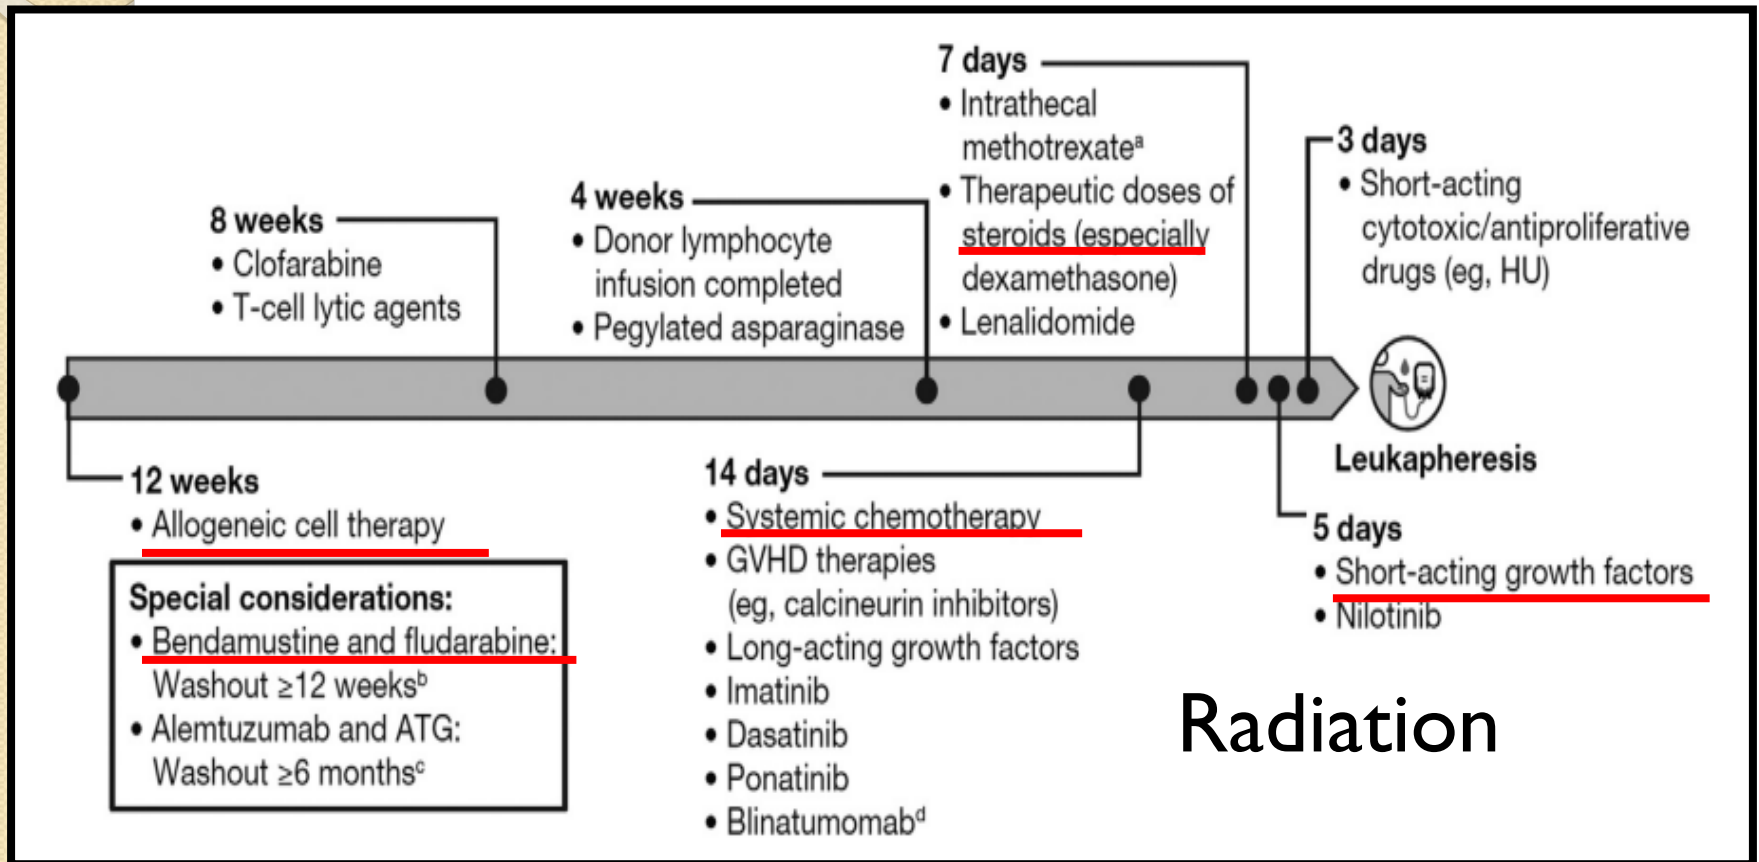 7 days
• Intrathecal
methotrexateᵃ
• Therapeutic doses of
steroids (especially
dexamethasone)
• Lenalidomide
3 days
• Short-acting
cytotoxic/antiproliferative
drugs (eg, HU)
4 weeks
• Donor lymphocyte
infusion completed
• Pegylated asparaginase
8 weeks
• Clofarabine
• T-cell lytic agents
Leukapheresis
12 weeks
• Allogeneic cell therapy
Special considerations:
• Bendamustine and fludarabine:
Washout ≥12 weeksᵇ
• Alemtuzumab and ATG:
Washout ≥6 monthsᶜ
14 days
• Systemic chemotherapy
• GVHD therapies
(eg, calcineurin inhibitors)
• Long-acting growth factors
• Imatinib
• Dasatinib
• Ponatinib
• Blinatumomabᵈ
5 days
• Short-acting growth factors
• Nilotinib
Radiation